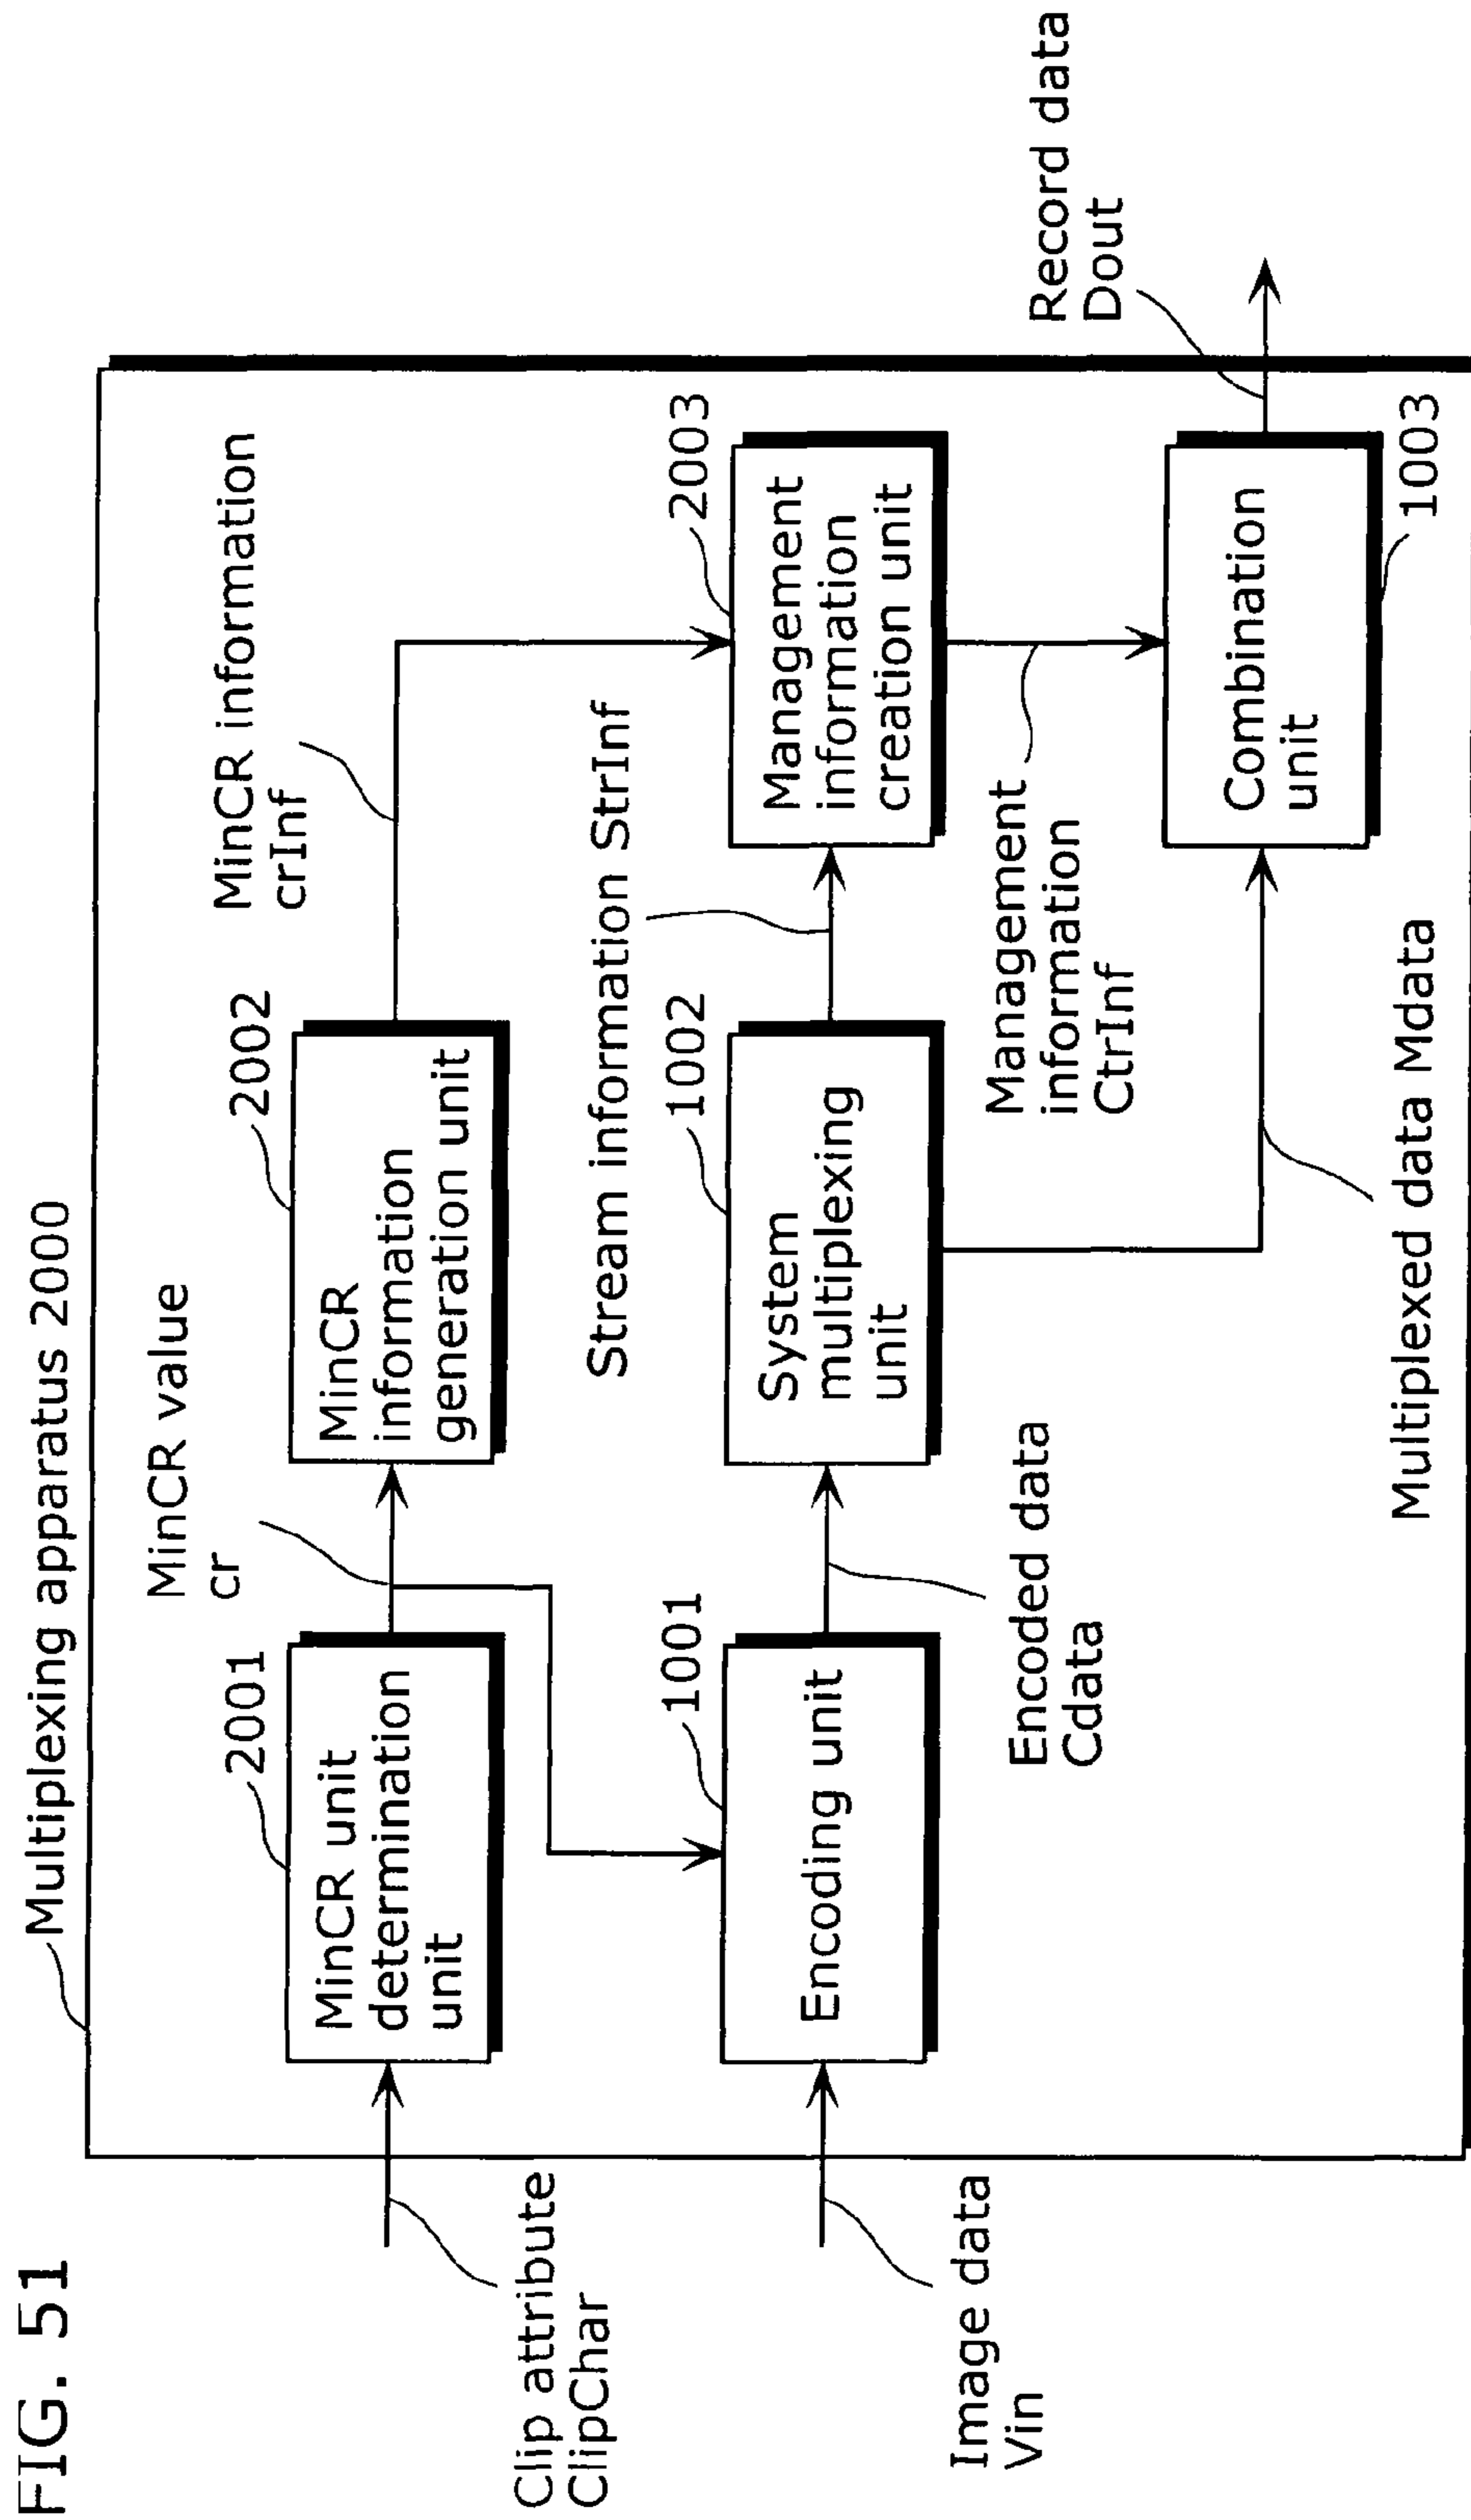 FIG. 51
Multiplexing apparatus 2000
MinCR value
cr
MinCR information
crInf
2001
2002
MinCR unit
determination
unit
MinCR
information
generation unit
Clip attribute
ClipChar
Stream information StrInf
1001
1002
2003
Encoding unit
System
multiplexing
unit
Management
information
creation unit
Image data
Vin
Encoded data
Cdata
Management
information
CtrInf
Record data
Dout
Combination
unit
Multiplexed data Mdata
1003